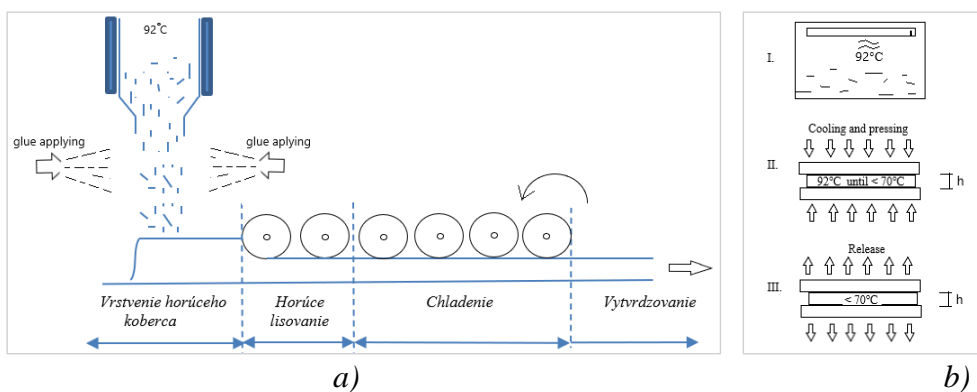 92°C
glue applying
glue aplying
Vrstvenie horúceho
koberca
Horúce
lisovanie
Chladenie
Vytvrdzovanie
a)
I.
92°C
Cooling and pressing
II.
92°C until < 70°C
h
Release
III.
< 70°C
h
b)